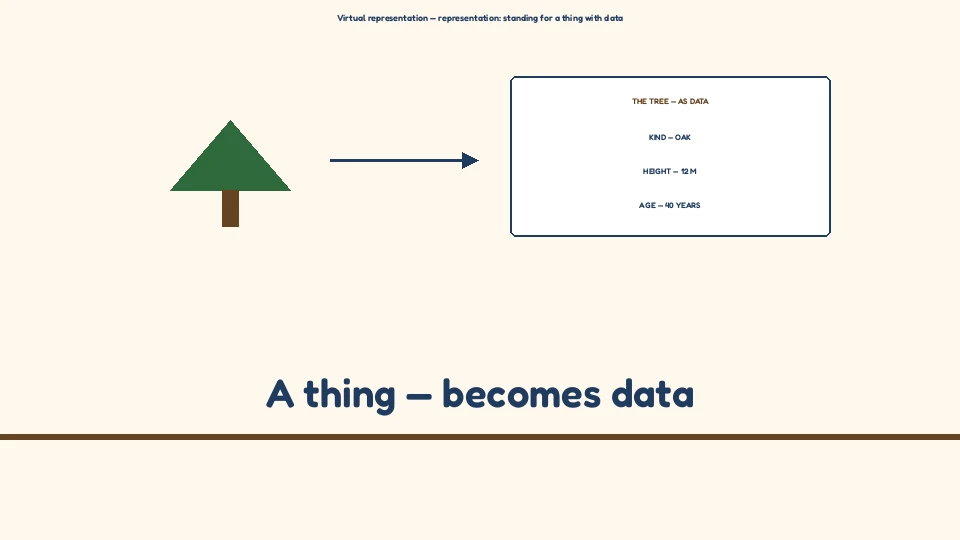 Virtual representation — representation: standing for a thing with data
THE TREE — AS DATA
KIND — OAK
HEIGHT — 12 M
AGE — 40 YEARS
A thing — becomes data